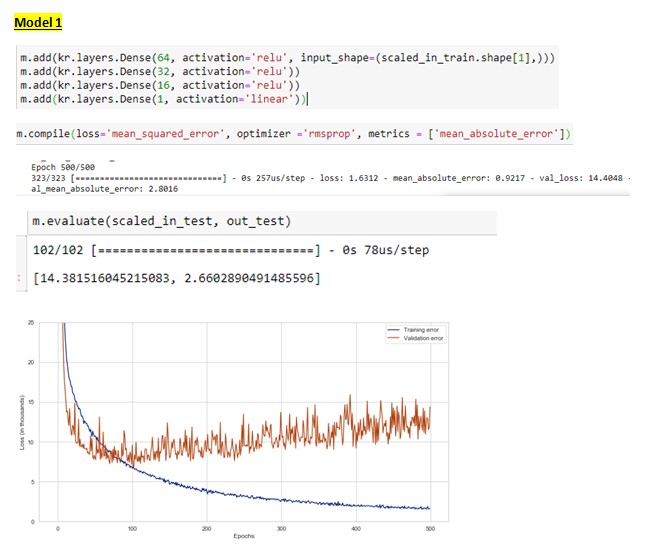 Model 1
m.add(kr.layers.Dense(64, activation='relu', input_shape=(scaled_in_train.shape[1],)))
m.add(kr.layers.Dense(32, activation='relu'))
m.add(kr.layers.Dense(16, activation='relu'))
m.add(kr.layers.Dense(1, activation='linear'))
m.compile(loss='mean_squared_error', optimizer ='rmsprop', metrics = ['mean_absolute_error'])
Epoch 500/500
323/323 [==============================] - 0s 257us/step - loss: 1.6312 - mean_absolute_error: 0.9217 - val_loss: 14.4048 -
al_mean_absolute_error: 2.8016
m.evaluate(scaled_in_test, out_test)
102/102 [==============================] - 0s 78us/step
[14.381516045215083, 2.6602890491485596]
25
20
15
10
5
0
Loss (in thousands)
Training error
Validation error
0 100 200 300 400 500
Epochs